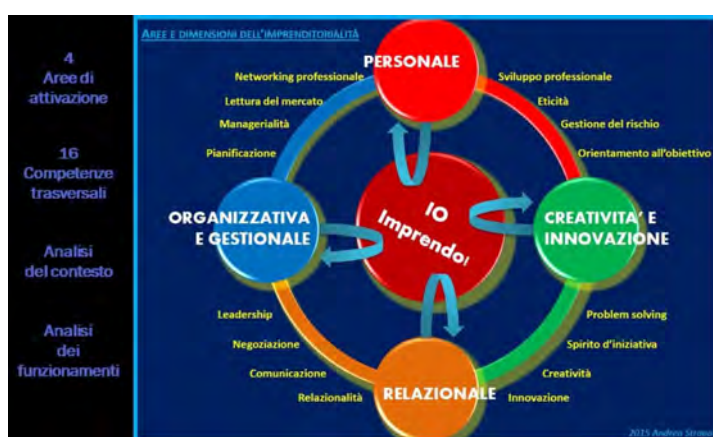 4
Aree di
attivazione
16
Competenze
trasversali
Analisi
del contesto
Analisi
dei
funzionamenti
AREE E DIMENSIONI DELL'IMPRENDITORIALITÀ
PERSONALE
Networking professionale
Lettura del mercato
Managerialità
Pianificazione
Sviluppo professionale
Eticità
Gestione del rischio
Orientamento all'obiettivo
ORGANIZZATIVA
E GESTIONALE
IO
Imprendo!
CREATIVITA' E
INNOVAZIONE
Leadership
Negoziazione
Comunicazione
Relazionalità
Problem solving
Spirito d'iniziativa
Creatività
Innovazione
RELAZIONALE
2015 Andrea